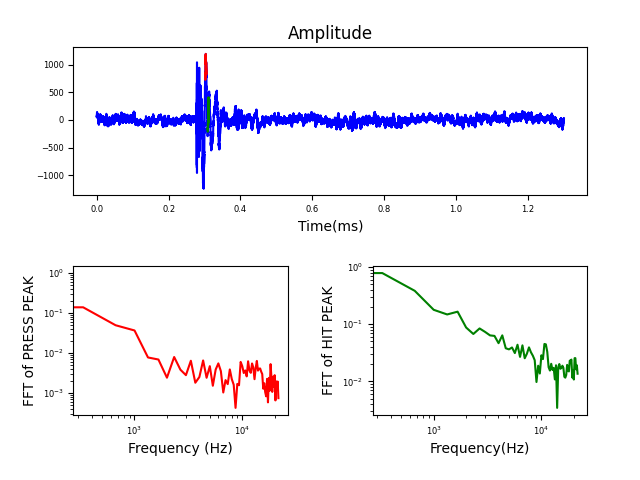 Amplitude
1000
500
0
−500
−1000
0.0 0.2 0.4 0.6 0.8 1.0 1.2
Time(ms)
FFT of PRESS PEAK
10⁰
10⁻¹
10⁻²
10⁻³
10³ 10⁴
Frequency (Hz)
FFT of HIT PEAK
10⁰
10⁻¹
10⁻²
10³ 10⁴
Frequency(Hz)